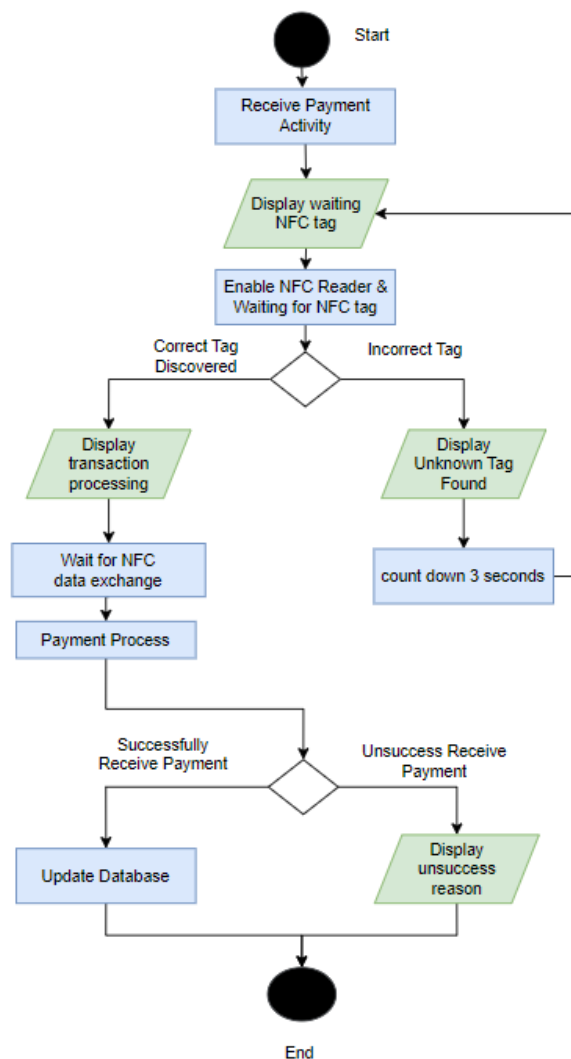 Start
Receive Payment
Activity
Display waiting
NFC tag
Enable NFC Reader &
Waiting for NFC tag
Correct Tag
Discovered
Incorrect Tag
Display
transaction
processing
Display
Unknown Tag
Found
Wait for NFC
data exchange
count down 3 seconds
Payment Process
Successfully
Receive Payment
Unsuccess Receive
Payment
Update Database
Display
unsuccess
reason
End